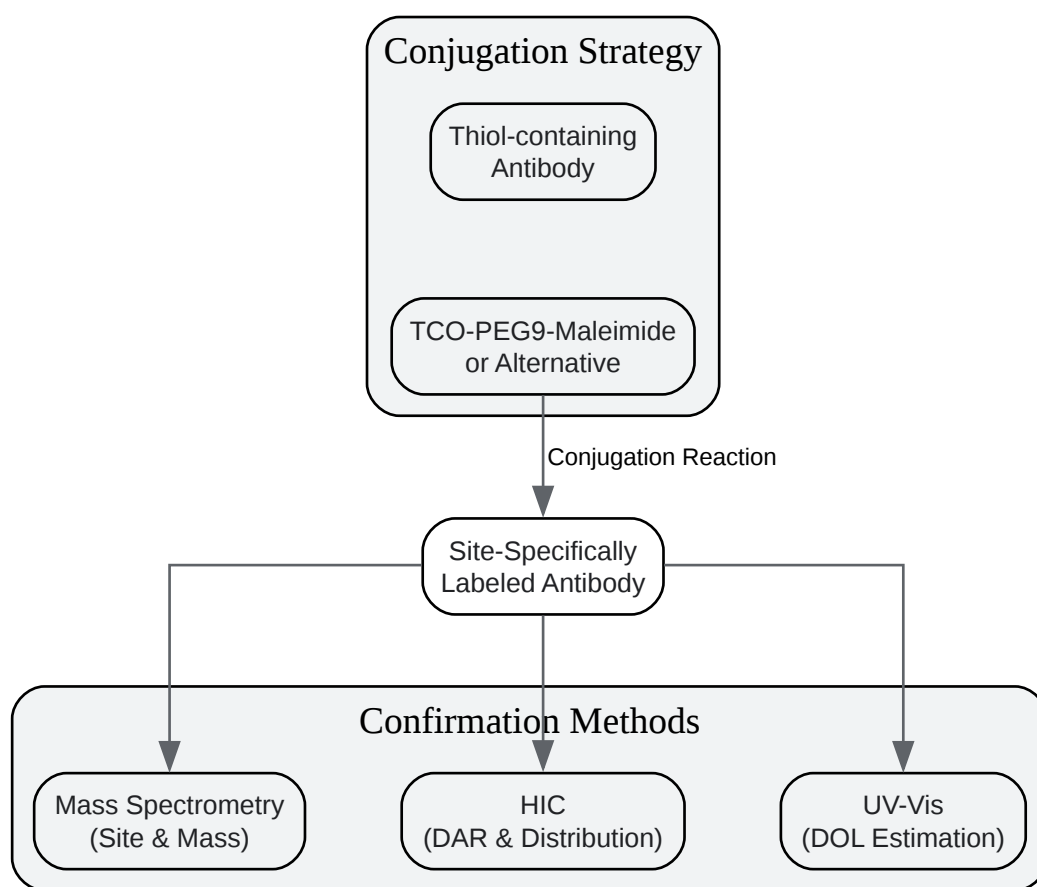 Conjugation Strategy
Thiol-containing
Antibody
TCO-PEG9-Maleimide
or Alternative
Conjugation Reaction
Site-Specifically
Labeled Antibody
Confirmation Methods
Mass Spectrometry
(Site & Mass)
HIC
(DAR & Distribution)
UV-Vis
(DOL Estimation)